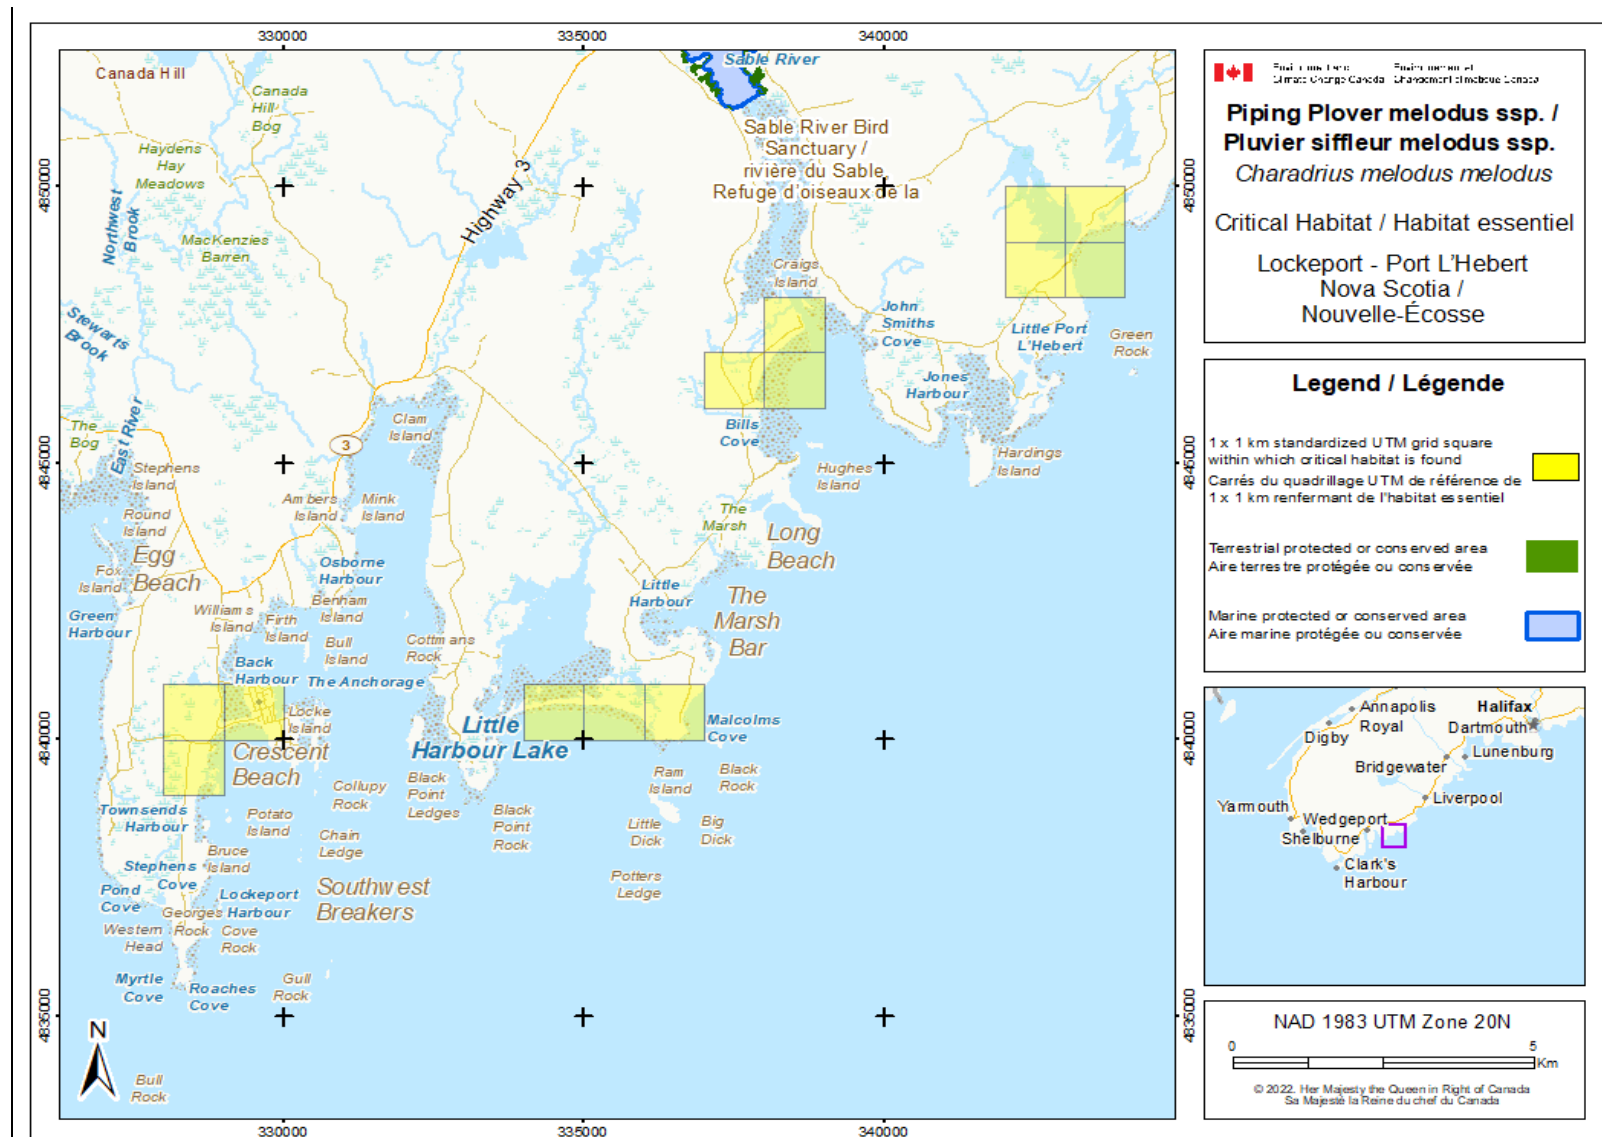 330000
335000
340000
4850000
4845000
4840000
4835000
4850000
4845000
4840000
4835000
Canada Hill
Canada
Hill
Bog
Haydens
Hay
Meadows
Northwest
Brook
MacKenzies
Barren
Stewarts
Brook
East River
The
Bog
Highway 3
3
Sable River
Sable River Bird
Sanctuary /
rivière du Sable,
Refuge d'oiseaux de la
Craigs
Island
John
Smiths
Cove
Little Port
L'Hebert
Green
Rock
Jones
Harbour
Bills
Cove
Hughes
Island
Hardings
Island
Clam
Island
Stephens
Island
Round
Island
Ambers
Island
Mink
Island
Egg
Beach
Fox
Island
Green
Harbour
Osborne
Harbour
Benham
Island
Williams
Island
Firth
Island
Bull
Island
Back
Harbour
The Anchorage
Cottmans
Rock
The
Marsh
Long
Beach
Little
Harbour
The
Marsh
Bar
Locke
Island
Crescent
Beach
Little
Harbour Lake
Malcolms
Cove
Black
Rock
Ram
Island
Little
Dick
Big
Dick
Potters
Ledge
Collupy
Rock
Black
Point
Ledges
Black
Point
Rock
Potato
Island
Chain
Ledge
Townsends
Harbour
Bruce
Island
Stephens
Cove
Pond
Cove
Lockeport
Harbour
Southwest
Breakers
Georges
Rock
Western
Head
Cove
Rock
Myrtle
Cove
Roaches
Cove
Gull
Rock
N
Bull
Rock
330000
335000
340000
Climate Change Canada
Changement climatique Canada
Piping Plover melodus ssp. /
Pluvier siffleur melodus ssp.
Charadrius melodus melodus
Critical Habitat / Habitat essentiel
Lockeport - Port L'Hebert
Nova Scotia /
Nouvelle-Écosse
Legend / Légende
1 x 1 km standardized UTM grid square
within which critical habitat is found
Carrés du quadrillage UTM de référence de
1 x 1 km renfermant de l'habitat essentiel
Terrestrial protected or conserved area
Aire terrestre protégée ou conservée
Marine protected or conserved area
Aire marine protégée ou conservée
Annapolis
Royal
Halifax
Digby
Dartmouth
Lunenburg
Bridgewater
Liverpool
Yarmouth
Wedgeport
Shelburne
Clark's
Harbour
NAD 1983 UTM Zone 20N
0 5
Km
© 2022. Her Majesty the Queen in Right of Canada
Sa Majesté la Reine du chef du Canada